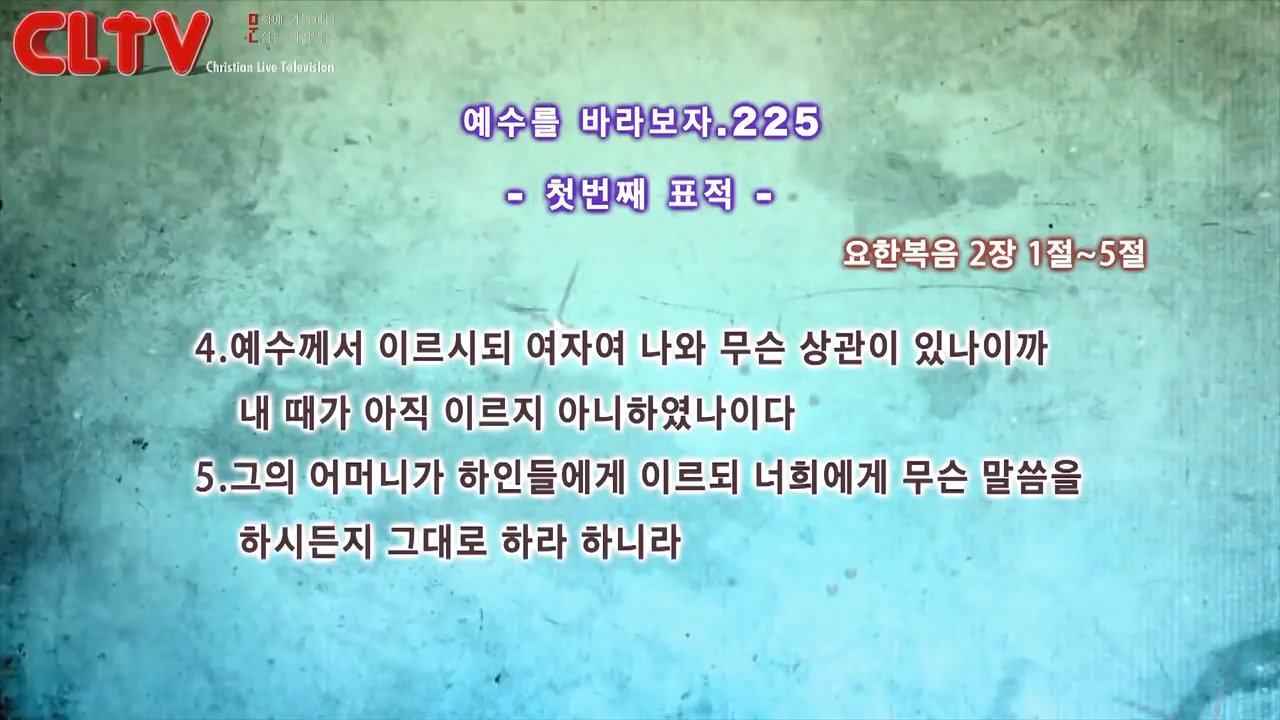 CLTV
Christian Live Television
예수를 바라보자.225
- 첫번째 표적 -
요한복음 2장 1절~5절
4.예수께서 이르시되 여자여 나와 무슨 상관이 있나이까
내 때가 아직 이르지 아니하였나이다
5.그의 어머니가 하인들에게 이르되 너희에게 무슨 말씀을
하시든지 그대로 하라 하니라